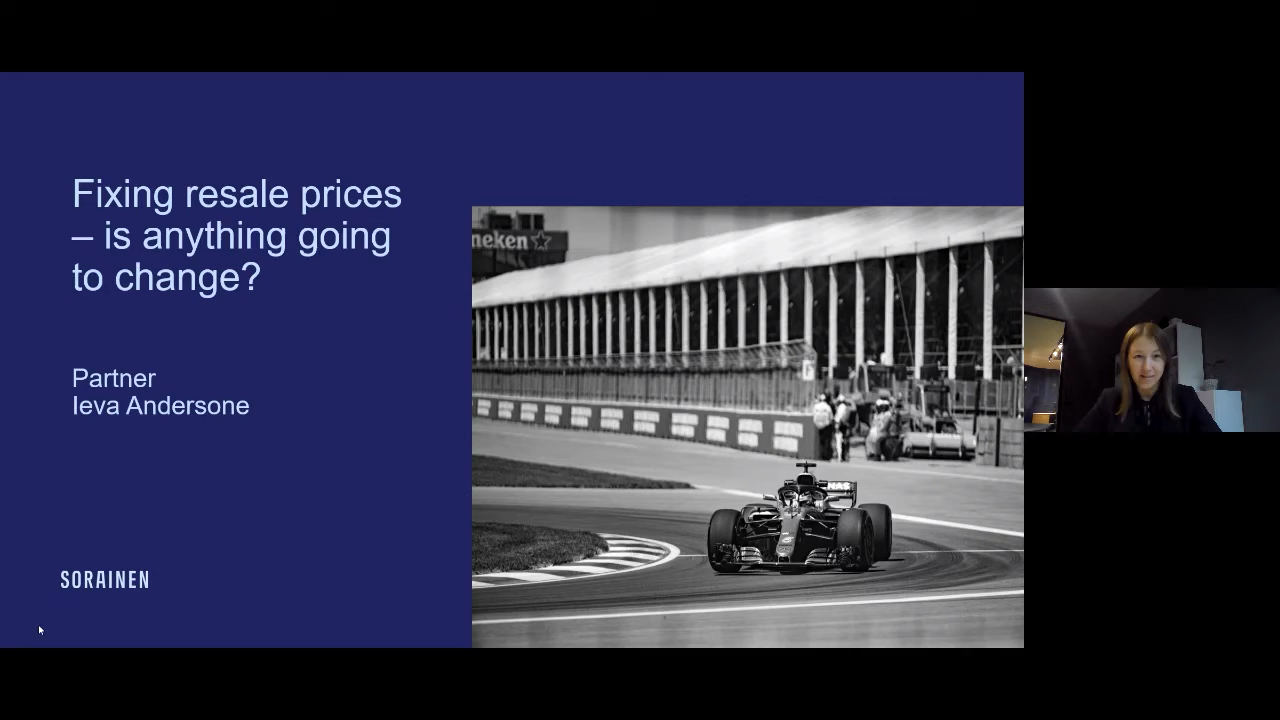 Fixing resale prices
– is anything going
to change?
Partner
Ieva Andersone
SORAINEN
neken